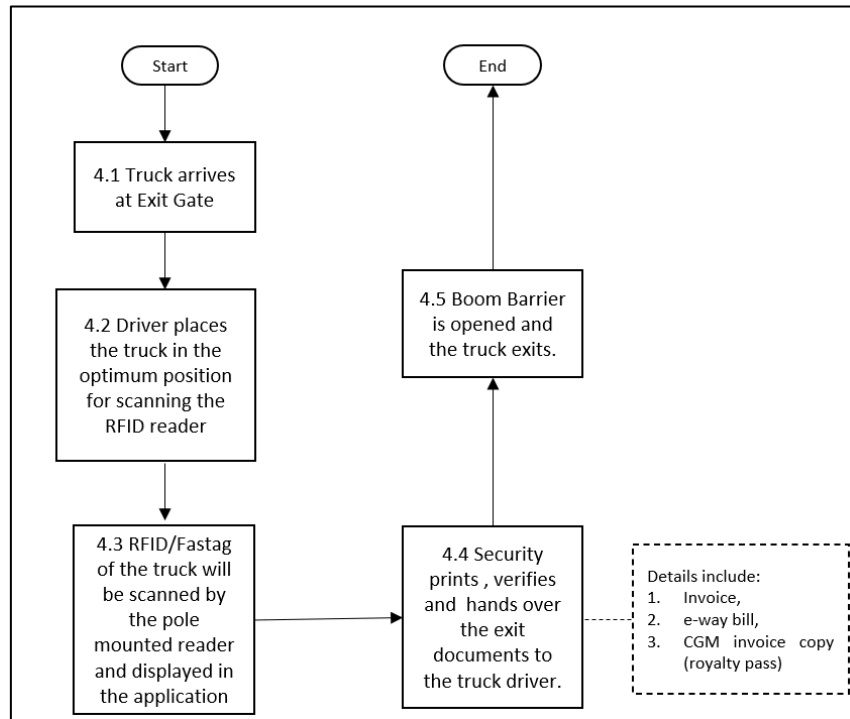 Start
4.1 Truck arrives
at Exit Gate
4.2 Driver places
the truck in the
optimum position
for scanning the
RFID reader
4.3 RFID/Fastag
of the truck will
be scanned by
the pole
mounted reader
and displayed in
the application
4.4 Security
prints , verifies
and hands over
the exit
documents to
the truck driver.
Details include:
1. Invoice,
2. e-way bill,
3. CGM invoice copy
(royalty pass)
4.5 Boom Barrier
is opened and
the truck exits.
End